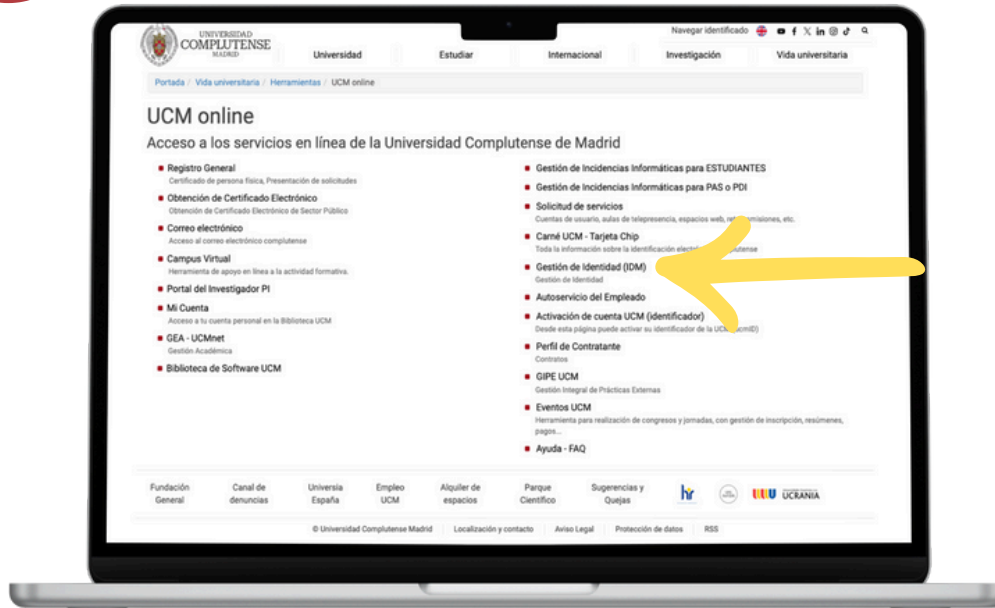 UNIVERSIDAD
COMPLUTENSE
MADRID
Navegar identificado
Universidad
Estudiar
Internacional
Investigación
Vida universitaria
Portada / Vida universitaria / Herramientas / UCM online
UCM online
Acceso a los servicios en línea de la Universidad Complutense de Madrid
Registro General
Certificado de persona física, Presentación de solicitudes
Obtención de Certificado Electrónico
Obtención de Certificado Electrónico de Sector Público
Correo electrónico
Acceso al correo electrónico complutense
Campus Virtual
Herramienta de apoyo en línea a la actividad formativa.
Portal del Investigador PI
Mi Cuenta
Acceso a tu cuenta personal en la Biblioteca UCM
GEA - UCMnet
Gestión Académica
Biblioteca de Software UCM
Gestión de Incidencias Informáticas para ESTUDIANTES
Gestión de Incidencias Informáticas para PAS o PDI
Solicitud de servicios
Cuentas de usuario, aulas de telepresencia, espacios web, etc.
Carné UCM - Tarjeta Chip
Toda la información sobre la identificación
Gestión de Identidad (IDM)
Gestión de Identidad
Autoservicio del Empleado
Activación de cuenta UCM (identificador)
Desde esta página puede activar su identificador de la
Perfil de Contratante
Contratos
GIPE UCM
Gestión Integral de Prácticas Externas
Eventos UCM
Herramienta para realización de congresos y jornadas, con gestión de inscripción, resúmenes,
pagos...
Ayuda - FAQ
Fundación
General
Canal de
denuncias
Universia
España
Empleo
UCM
Alquiler de
espacios
Parque
Científico
Sugerencias y
Quejas
hr
UCRANIA
© Universidad Complutense Madrid
Localización y contacto
Aviso Legal
Protección de datos
RSS